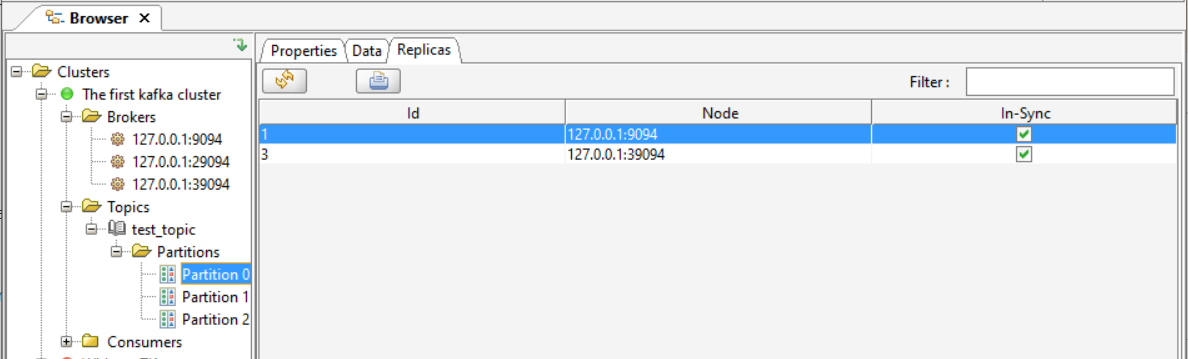 Browser
Clusters
The first kafka cluster
Brokers
127.0.0.1:9094
127.0.0.1:29094
127.0.0.1:39094
Topics
test_topic
Partitions
Partition 0
Partition 1
Partition 2
Consumers
Properties Data Replicas
Filter :
Id Node In-Sync
1 127.0.0.1:9094
3 127.0.0.1:39094